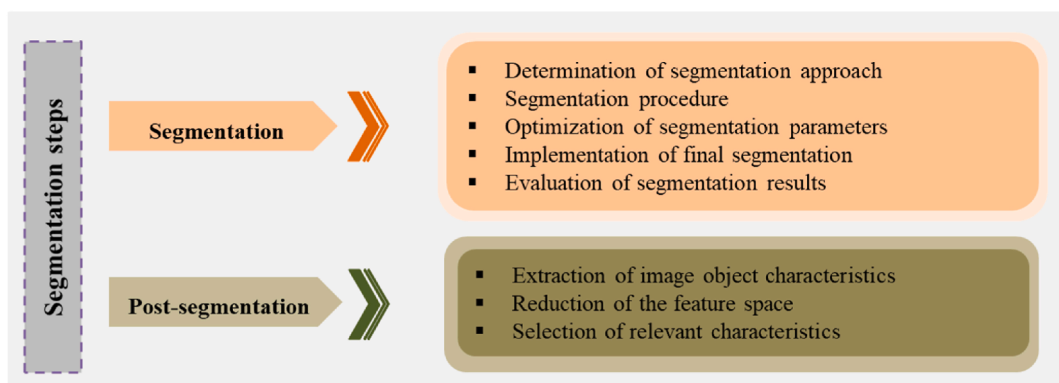 Segmentation steps
Segmentation
▪ Determination of segmentation approach
▪ Segmentation procedure
▪ Optimization of segmentation parameters
▪ Implementation of final segmentation
▪ Evaluation of segmentation results
Post-segmentation
▪ Extraction of image object characteristics
▪ Reduction of the feature space
▪ Selection of relevant characteristics